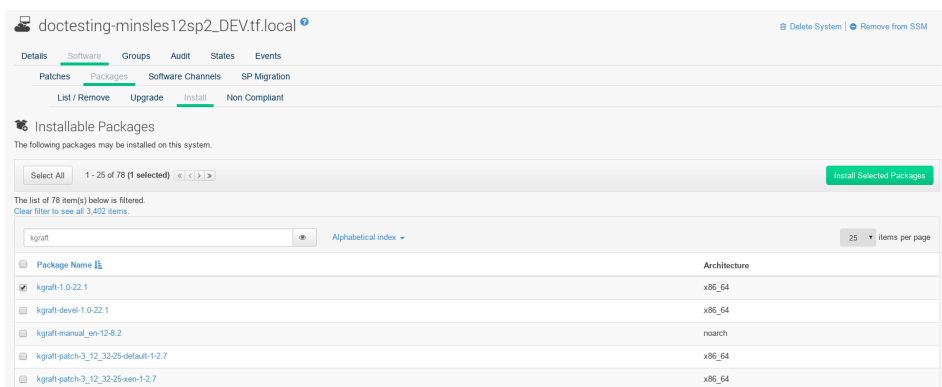 doctesting-minsles12sp2_DEV.tf.local ?
Delete System | Remove from SSM
Details Software Groups Audit States Events
Patches Packages Software Channels SP Migration
List / Remove Upgrade Install Non Compliant
Installable Packages
The following packages may be installed on this system.
Select All 1 - 25 of 78 (1 selected) « < > » Install Selected Packages
The list of 78 item(s) below is filtered.
Clear filter to see all 3,402 items.
kgraft Alphabetical index 25 items per page
Package Name Architecture
kgraft-1.0-22.1 x86_64
kgraft-devel-1.0-22.1 x86_64
kgraft-manual_en-12-8.2 noarch
kgraft-patch-3_12_32-25-default-1-2.7 x86_64
kgraft-patch-3_12_32-25-xen-1-2.7 x86_64